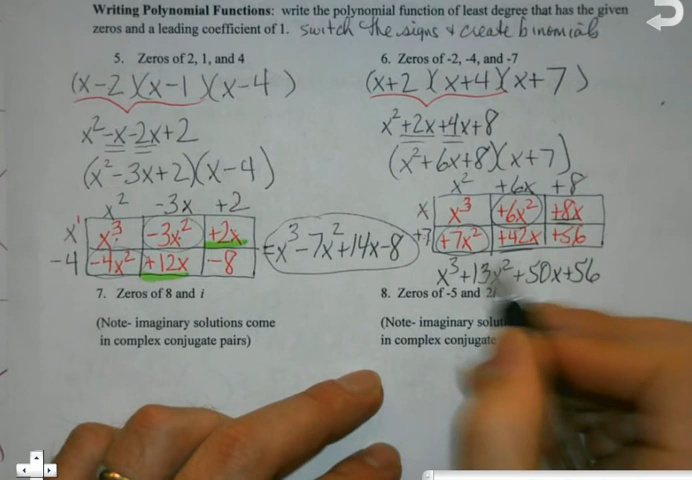 Writing Polynomial Functions: write the polynomial function of least degree that has the given
zeros and a leading coefficient of 1. switch the signs & create binomials
5. Zeros of 2, 1, and 4
(x-2)(x-1)(x-4)
x²-x-2x+2
(x²-3x+2)(x-4)
x² -3x +2
x x³ -3x² +2x
-4 -4x² +12x -8
=x³-7x²+14x-8
6. Zeros of -2, -4, and -7
(x+2)(x+4)(x+7)
x²+2x+4x+8
(x²+6x+8)(x+7)
x² +6x +8
x x³ +6x² +8x
+7 +7x² +42x +56
x³+13x²+50x+56
7. Zeros of 8 and i
(Note- imaginary solutions come
in complex conjugate pairs)
8. Zeros of -5 and 2i
(Note- imaginary
in complex conjugate